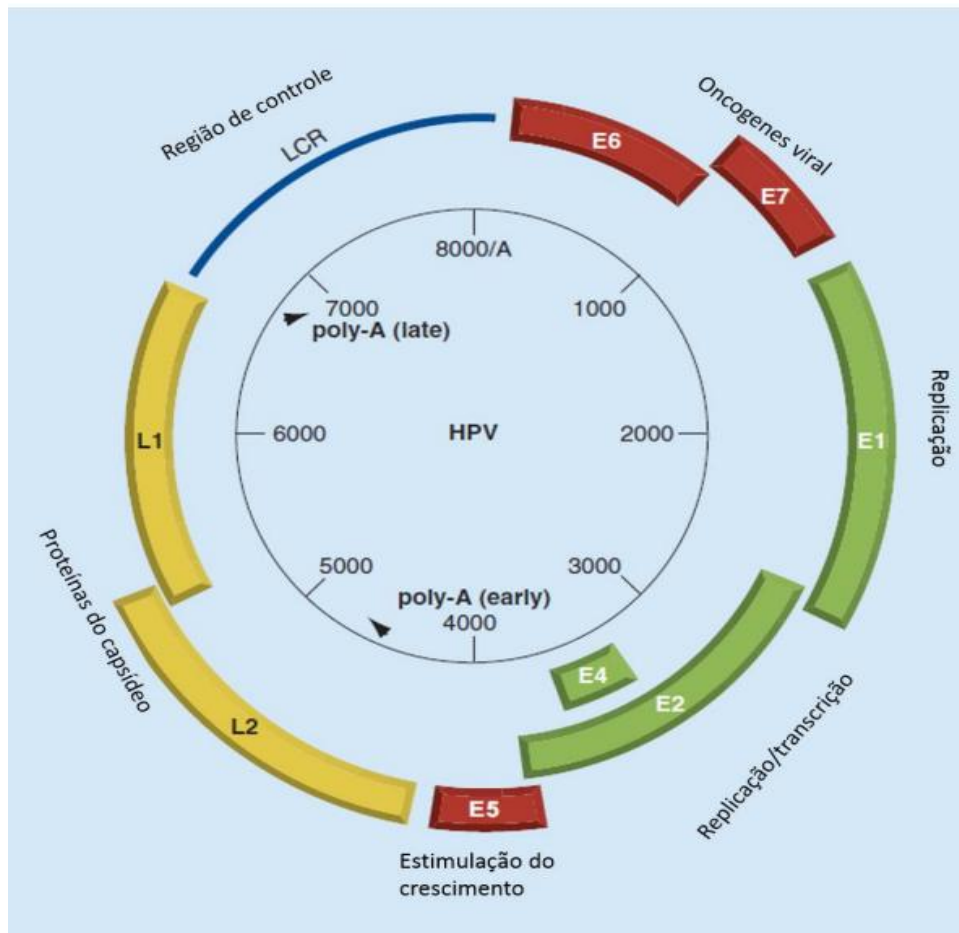 Região de controle
LCR
E6
Oncogenes viral
E7
8000/A
7000
1000
poly-A (late)
L1
6000
HPV
2000
E1
Replicação
5000
3000
poly-A (early)
4000
Proteínas do capsídeo
E4
E2
L2
Replicação/transcrição
E5
Estimulação do
crescimento